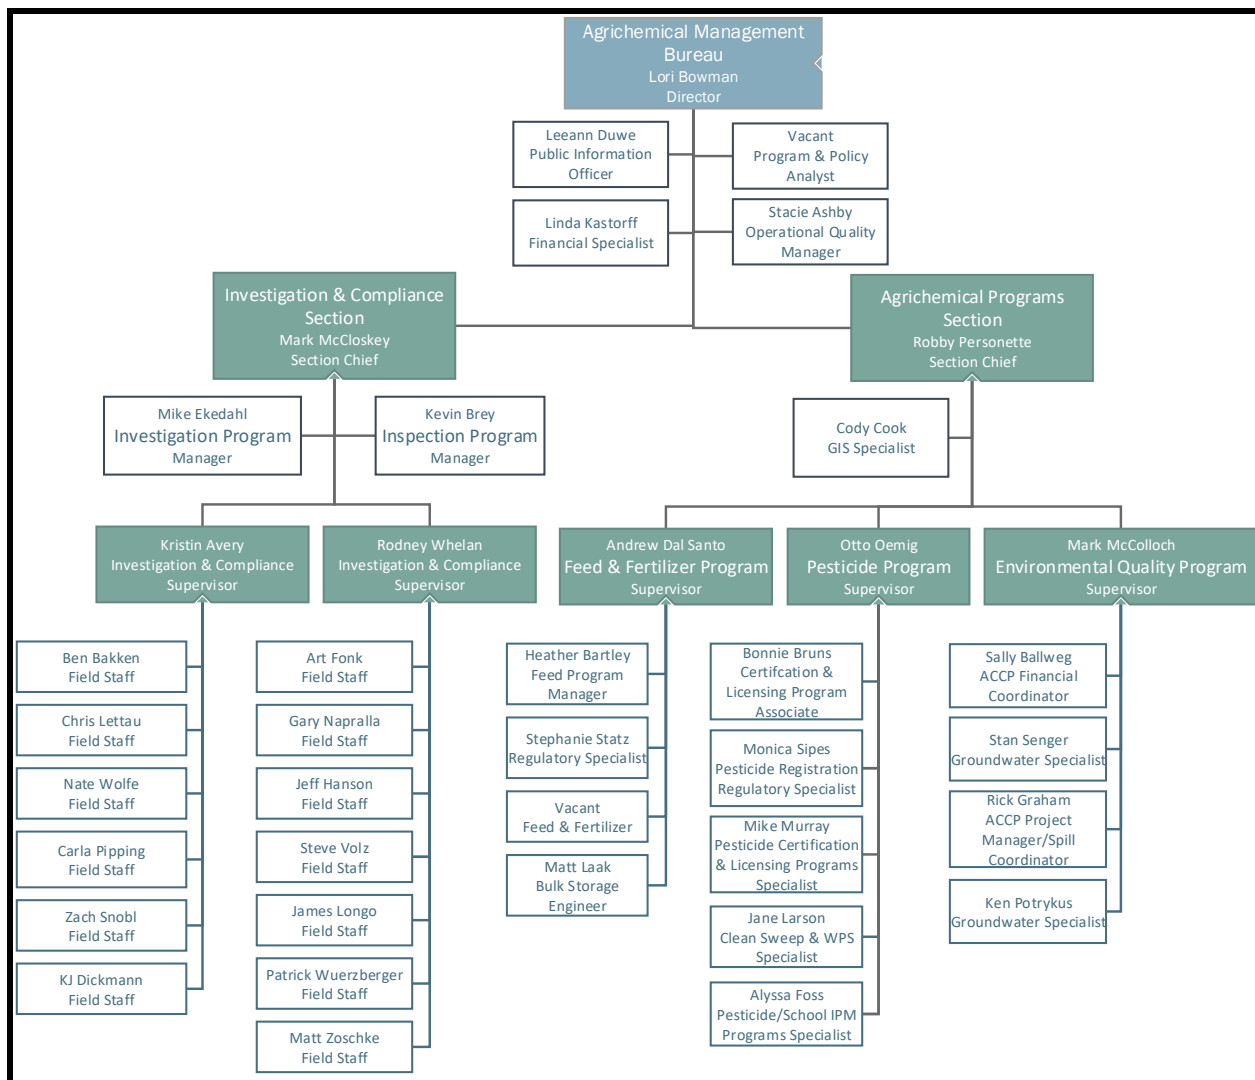 Agrichemical Management
Bureau
Lori Bowman
Director
Leeann Duwe
Public Information
Officer
Vacant
Program & Policy
Analyst
Linda Kastorff
Financial Specialist
Stacie Ashby
Operational Quality
Manager
Investigation & Compliance
Section
Mark McCloskey
Section Chief
Agrichemical Programs
Section
Robby Personette
Section Chief
Mike Ekedahl
Investigation Program
Manager
Kevin Brey
Inspection Program
Manager
Cody Cook
GIS Specialist
Kristin Avery
Investigation & Compliance
Supervisor
Rodney Whelan
Investigation & Compliance
Supervisor
Andrew Dal Santo
Feed & Fertilizer Program
Supervisor
Otto Oemig
Pesticide Program
Supervisor
Mark McColloch
Environmental Quality Program
Supervisor
Ben Bakken
Field Staff
Chris Lettau
Field Staff
Nate Wolfe
Field Staff
Carla Pipping
Field Staff
Zach Snobl
Field Staff
KJ Dickmann
Field Staff
Art Fonk
Field Staff
Gary Napralla
Field Staff
Jeff Hanson
Field Staff
Steve Volz
Field Staff
James Longo
Field Staff
Patrick Wuerzberger
Field Staff
Matt Zoschke
Field Staff
Heather Bartley
Feed Program
Manager
Stephanie Statz
Regulatory Specialist
Vacant
Feed & Fertilizer
Matt Laak
Bulk Storage
Engineer
Bonnie Bruns
Certifcation &
Licensing Program
Associate
Monica Sipes
Pesticide Registration
Regulatory Specialist
Mike Murray
Pesticide Certification
& Licensing Programs
Specialist
Jane Larson
Clean Sweep & WPS
Specialist
Alyssa Foss
Pesticide/School IPM
Programs Specialist
Sally Ballweg
ACCP Financial
Coordinator
Stan Senger
Groundwater Specialist
Rick Graham
ACCP Project
Manager/Spill
Coordinator
Ken Potrykus
Groundwater Specialist